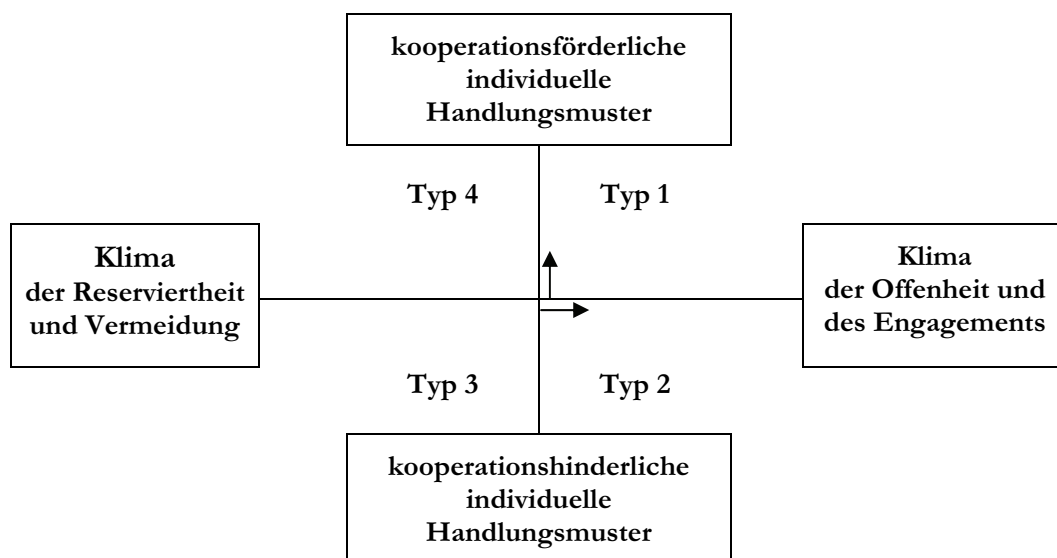 kooperationsförderliche
individuelle
Handlungsmuster
Typ 4
Typ 1
Klima
der Reserviertheit
und Vermeidung
Klima
der Offenheit und
des Engagements
Typ 3
Typ 2
kooperationshinderliche
individuelle
Handlungsmuster